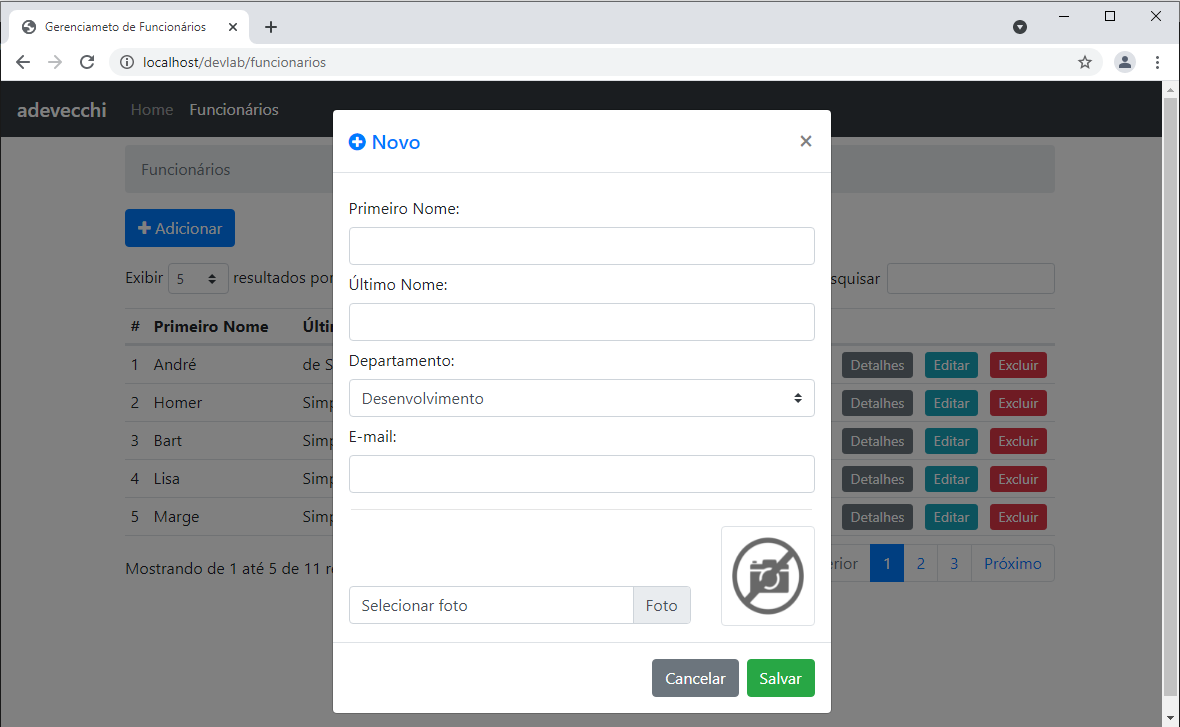 Gerenciameto de Funcionários
localhost/devlab/funcionarios
adevecchi Home Funcionários
Funcionários
Adicionar
Exibir 5 resultados por
squisar
# Primeiro Nome Últi
1 André de S Detalhes Editar Excluir
2 Homer Simp Detalhes Editar Excluir
3 Bart Simp Detalhes Editar Excluir
4 Lisa Simp Detalhes Editar Excluir
5 Marge Simp Detalhes Editar Excluir
Mostrando de 1 até 5 de 11 re
erior 1 2 3 Próximo
Novo ×
Primeiro Nome:
Último Nome:
Departamento:
Desenvolvimento
E-mail:
Selecionar foto Foto
Cancelar Salvar